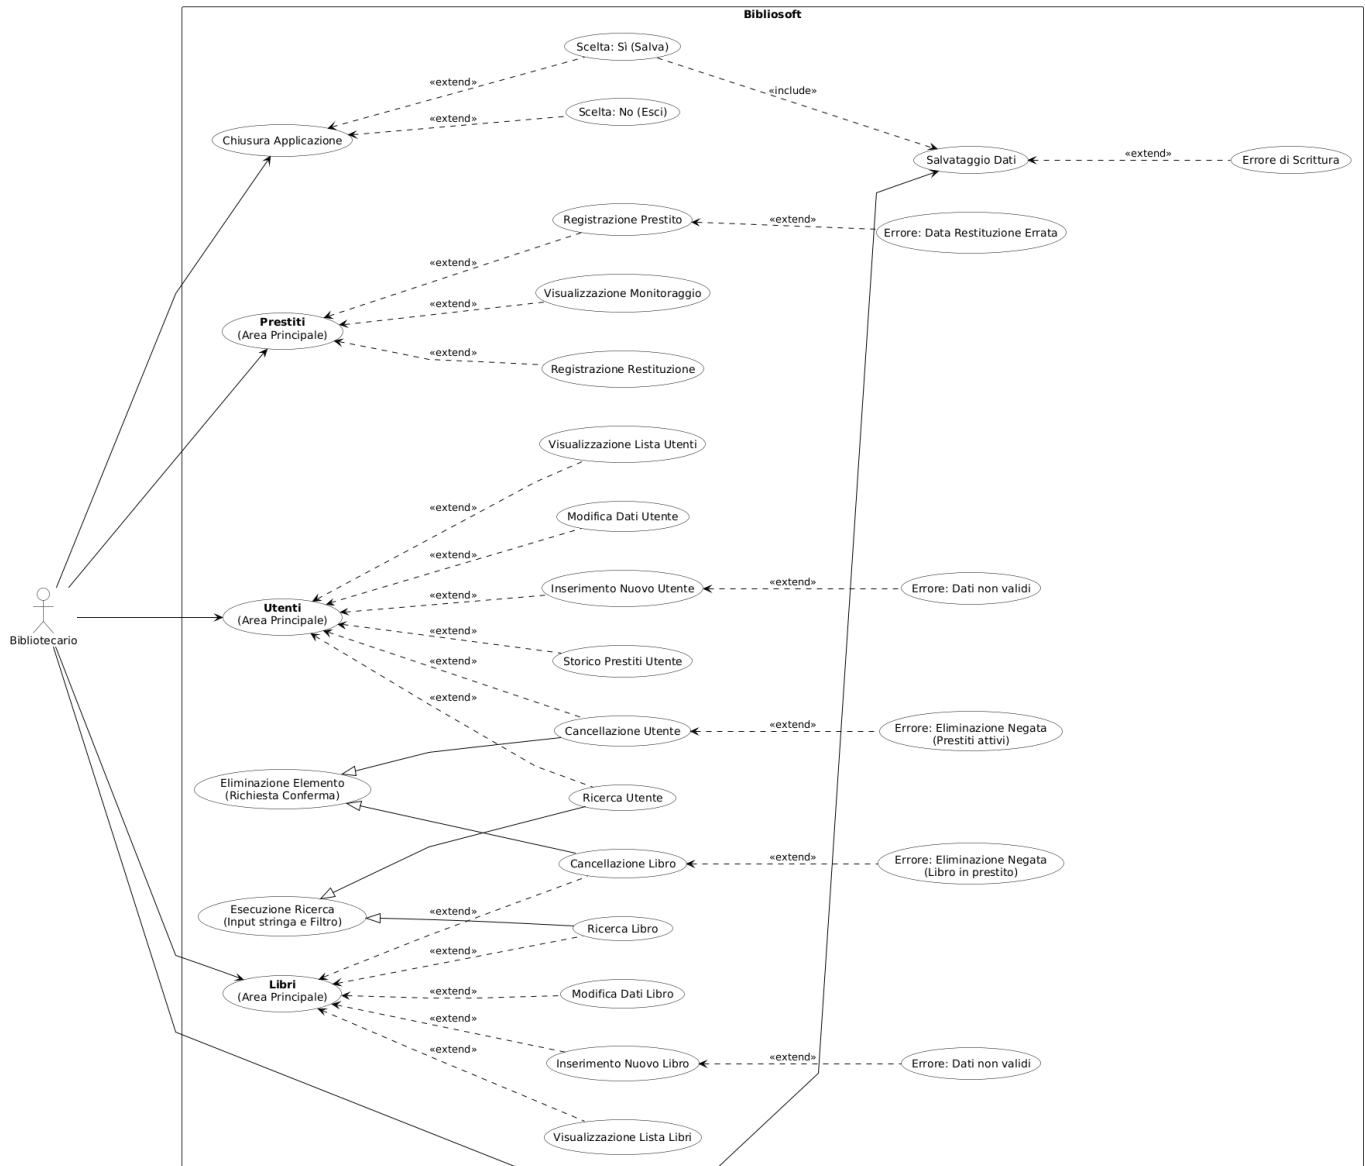 Bibliosoft
Scelta: Sì (Salva)
«extend»
«include»
Scelta: No (Esci)
«extend»
Chiusura Applicazione
Salvataggio Dati
«extend»
Errore di Scrittura
Registrazione Prestito
«extend»
Errore: Data Restituzione Errata
«extend»
Visualizzazione Monitoraggio
«extend»
Prestiti
(Area Principale)
«extend»
Registrazione Restituzione
Visualizzazione Lista Utenti
«extend»
Modifica Dati Utente
«extend»
Inserimento Nuovo Utente
«extend»
Errore: Dati non validi
«extend»
Utenti
(Area Principale)
Bibliotecario
«extend»
Storico Prestiti Utente
«extend»
«extend»
Cancellazione Utente
«extend»
Errore: Eliminazione Negata
(Prestiti attivi)
Eliminazione Elemento
(Richiesta Conferma)
Ricerca Utente
Cancellazione Libro
«extend»
Errore: Eliminazione Negata
(Libro in prestito)
Esecuzione Ricerca
(Input stringa e Filtro)
«extend»
Ricerca Libro
«extend»
Libri
(Area Principale)
«extend»
Modifica Dati Libro
«extend»
Inserimento Nuovo Libro
«extend»
Errore: Dati non validi
«extend»
Visualizzazione Lista Libri